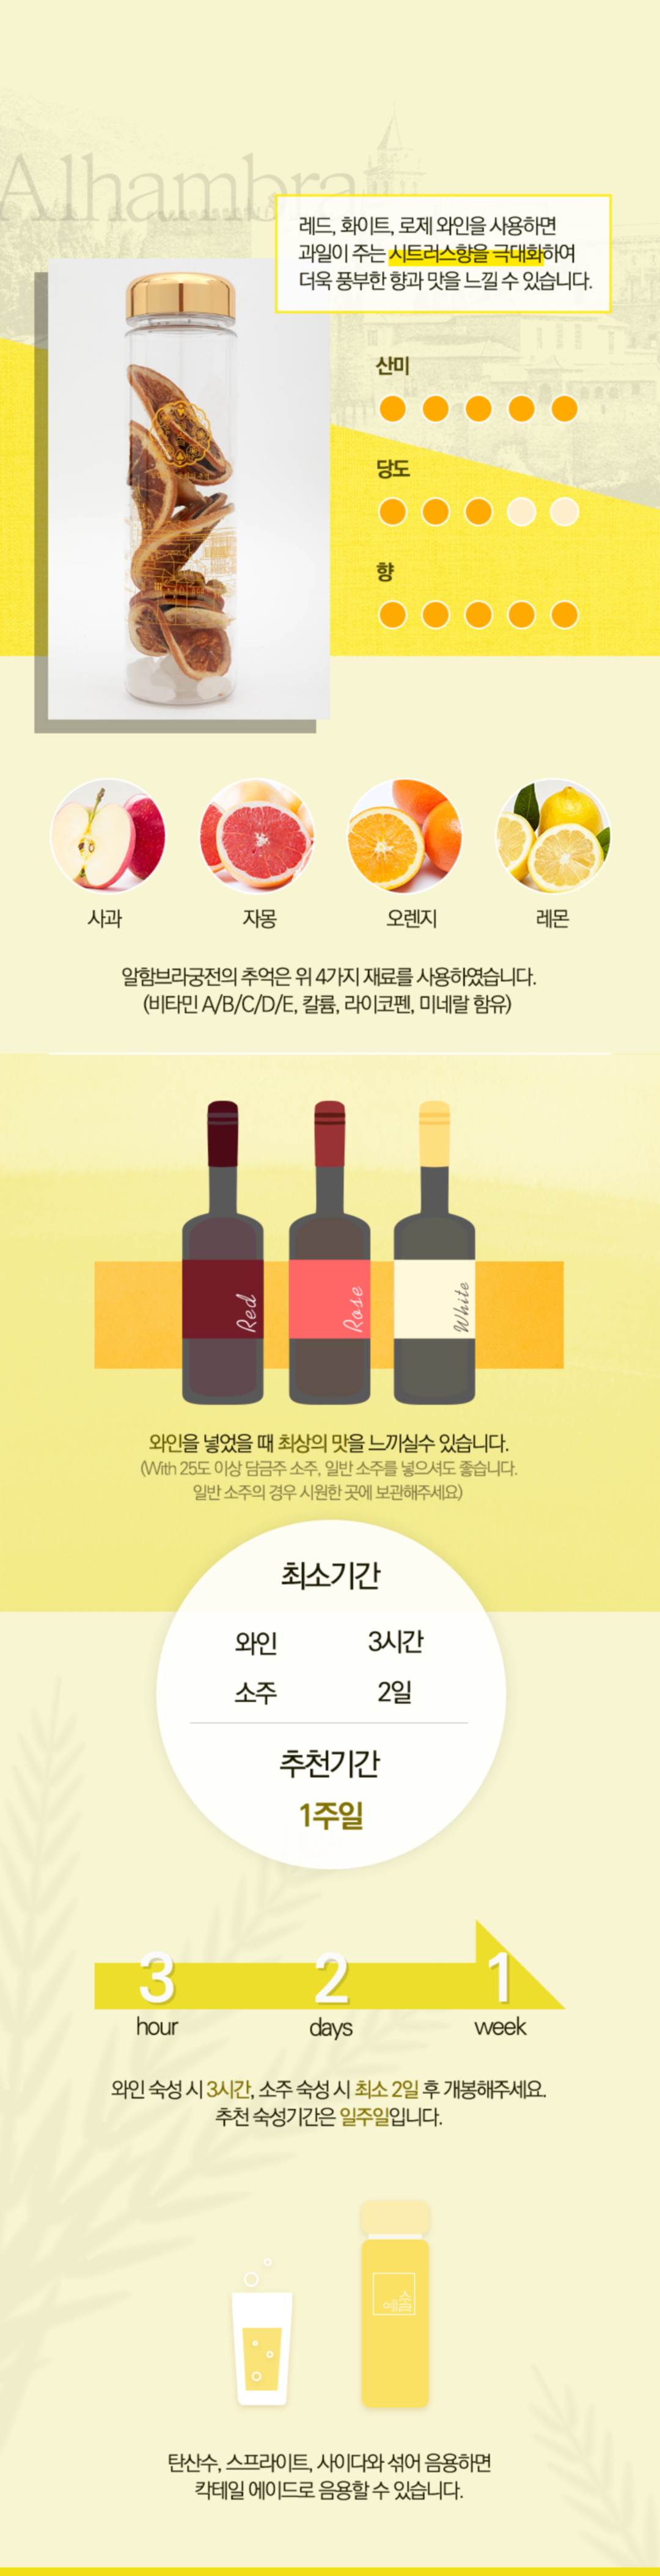 Alhambra
레드, 화이트, 로제 와인을 사용하면
과일이 주는 시트러스향을 극대화하여
더욱 풍부한 향과 맛을 느낄 수 있습니다.
산미
당도
향
사과
자몽
오렌지
레몬
알함브라궁전의 추억은 위 4가지 재료를 사용하였습니다.
(비타민 A/B/C/D/E, 칼륨, 라이코펜, 미네랄 함유)
Red
Rose
White
와인을 넣었을 때 최상의 맛을 느끼실수 있습니다.
(With 25도 이상 담금주 소주, 일반 소주를 넣으셔도 좋습니다.
일반 소주의 경우 시원한 곳에 보관해주세요)
최소기간
와인 3시간
소주 2일
추천기간
1주일
3 2 1
hour days week
와인 숙성 시 3시간, 소주 숙성 시 최소 2일 후 개봉해주세요.
추천 숙성기간은 일주일입니다.
탄산수, 스프라이트, 사이다와 섞어 음용하면
칵테일 에이드로 음용할 수 있습니다.